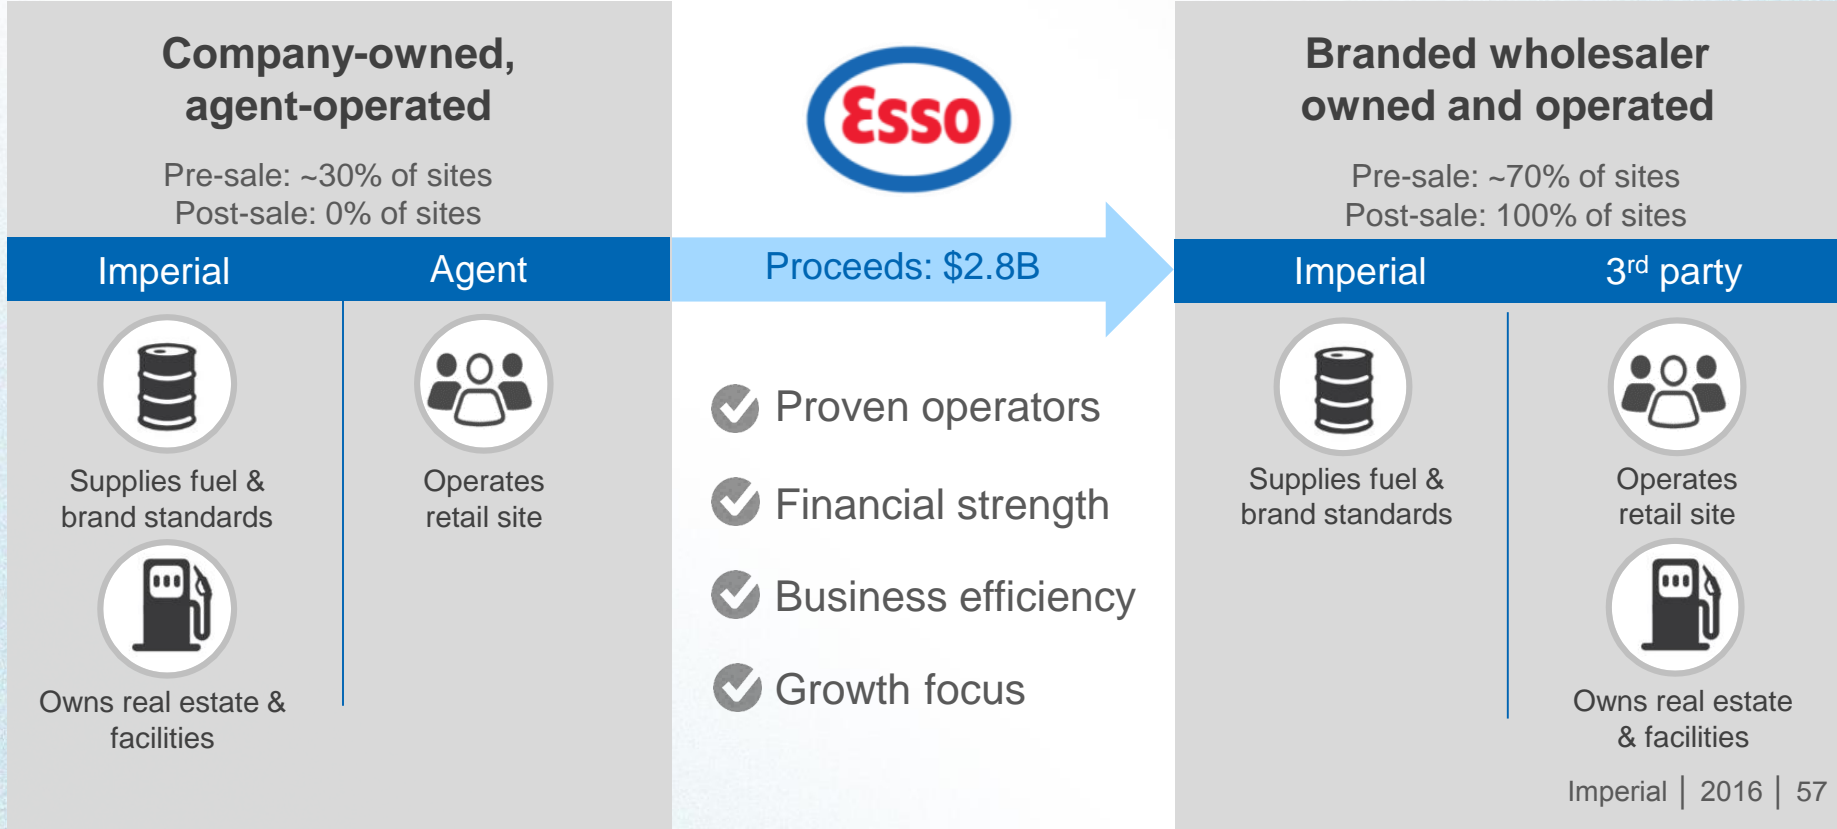 Company-owned,
agent-operated
Pre-sale: ~30% of sites
Post-sale: 0% of sites
Imperial
Agent
Supplies fuel &
brand standards
Operates
retail site
Owns real estate &
facilities
Esso
Proceeds: $2.8B
Proven operators
Financial strength
Business efficiency
Growth focus
Branded wholesaler
owned and operated
Pre-sale: ~70% of sites
Post-sale: 100% of sites
Imperial
3rd party
Supplies fuel &
brand standards
Operates
retail site
Owns real estate
& facilities
Imperial | 2016 | 57